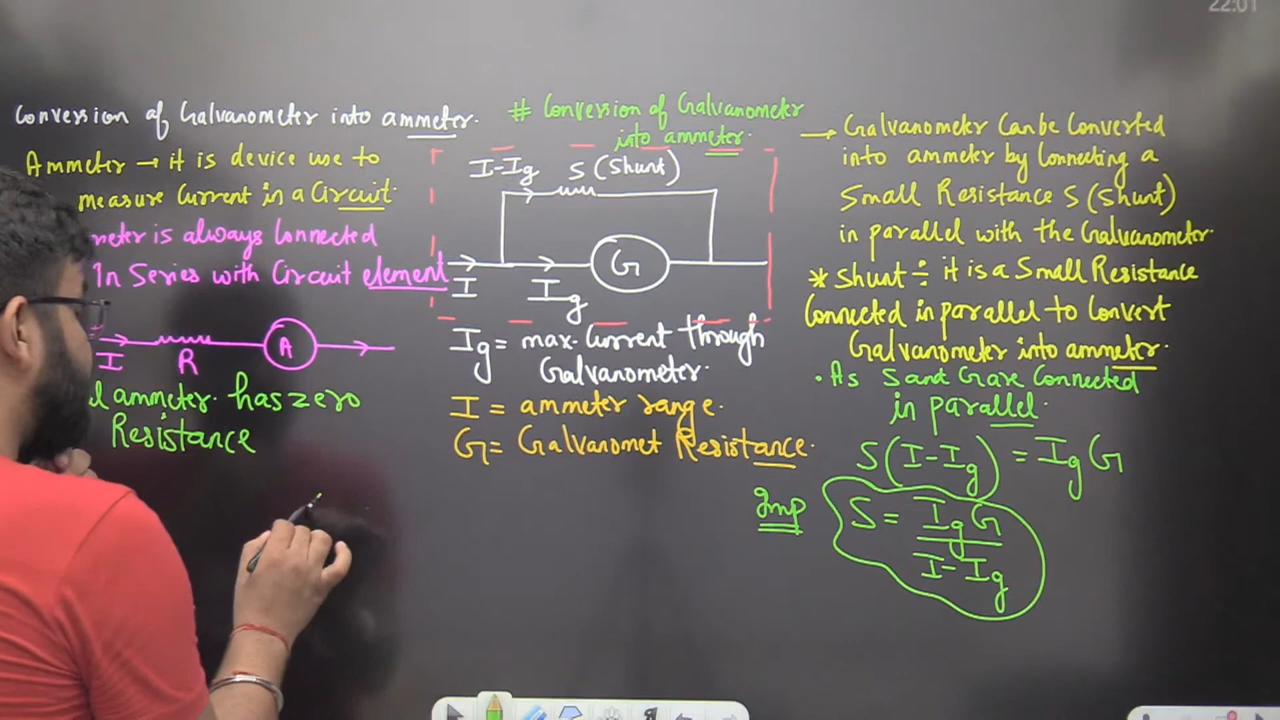 22:01
Conversion of Galvanometer into ammeter.
Ammeter → it is device use to
measure Current in a Circuit.
meter is always Connected
In Series with Circuit element
I R A
l ammeter has zero
Resistance
# Conversion of Galvanometer
into ammeter.
I-Ig S (Shunt)
G
I Ig
Ig = max. Current through
Galvanometer.
I = ammeter range.
G = Galvanomet Resistance.
→ Galvanometer Can be Converted
into ammeter by Connecting a
Small Resistance S (Shunt)
in parallel with the Galvanometer.
* Shunt ÷ it is a Small Resistance
Connected in parallel to Convert
Galvanometer into ammeter.
• As S and G are Connected
in parallel.
S(I-Ig) = Ig G
Imp S = Ig G
I - Ig